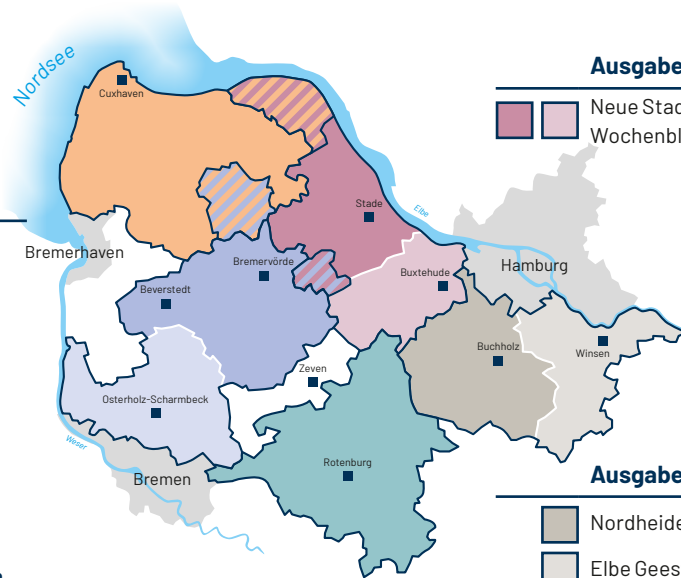 Nordsee
Cuxhaven
Ausgabe
Neue Stad
Wochenbl
Stade
Elbe
Bremerhaven
Bremervörde
Buxtehude
Hamburg
Beverstedt
Buchholz
Winsen
Zeven
Osterholz-Scharmbeck
Weser
Rotenburg
Bremen
Ausgabe
Nordheide
Elbe Gees